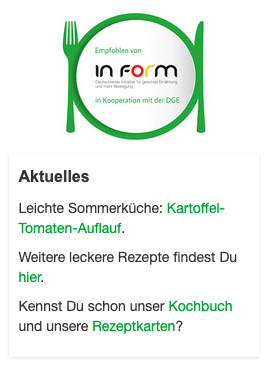 Empfohlen von
IN FORM
Deutschlands Initiative für gesunde Ernährung
und mehr Bewegung
in Kooperation mit der DGE
Aktuelles
Leichte Sommerküche: Kartoffel-
Tomaten-Auflauf.
Weitere leckere Rezepte findest Du
hier.
Kennst Du schon unser Kochbuch
und unsere Rezeptkarten?